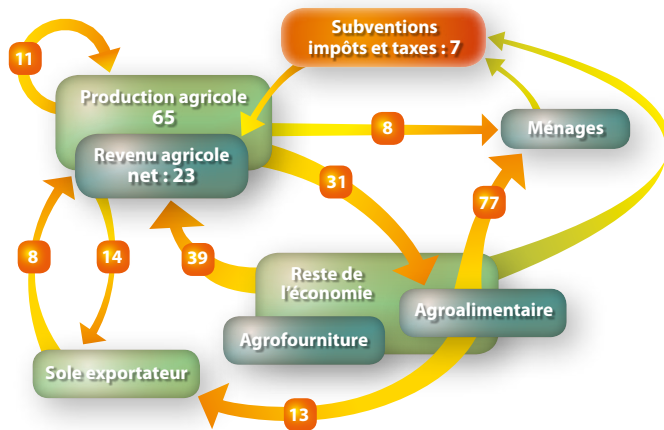 Subventions
impôts et taxes : 7
11
Production agricole
65
8
Ménages
Revenu agricole
net : 23
31
77
8
14
39
Reste de
l'économie
Agroalimentaire
Agrofourniture
Sole exportateur
13